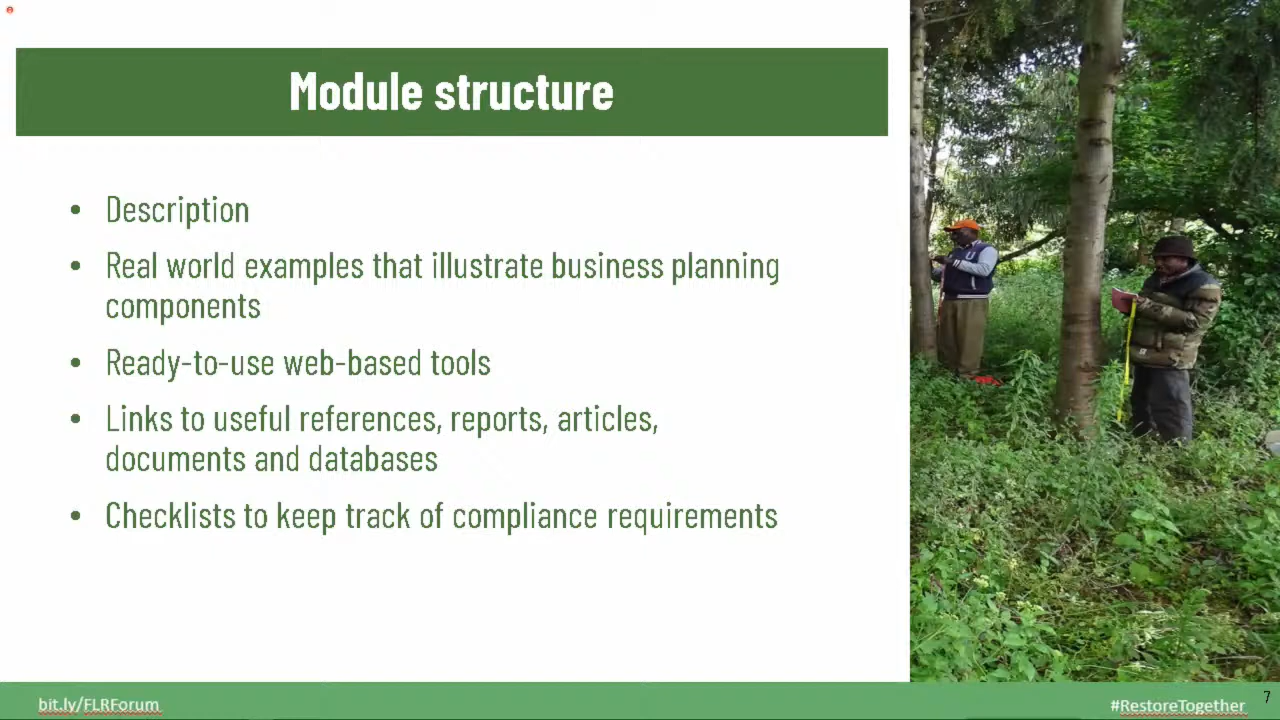 Module structure
• Description
• Real world examples that illustrate business planning
components
• Ready-to-use web-based tools
• Links to useful references, reports, articles,
documents and databases
• Checklists to keep track of compliance requirements
bit.ly/FLRForum
#RestoreTogether
7